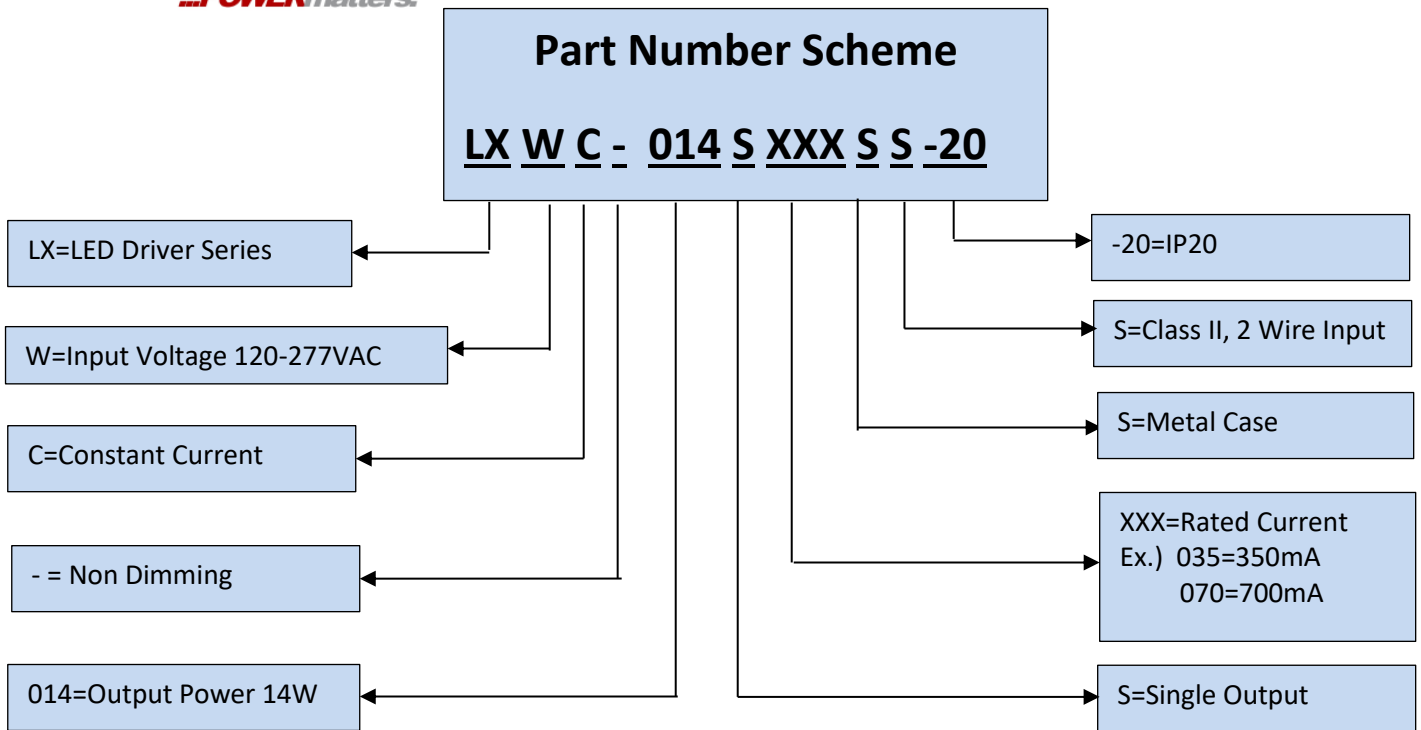 ...POWERmatters.
Part Number Scheme
LX W C - 014 S XXX S S -20
LX=LED Driver Series
W=Input Voltage 120-277VAC
C=Constant Current
- = Non Dimming
014=Output Power 14W
-20=IP20
S=Class II, 2 Wire Input
S=Metal Case
XXX=Rated Current
Ex.) 035=350mA
070=700mA
S=Single Output